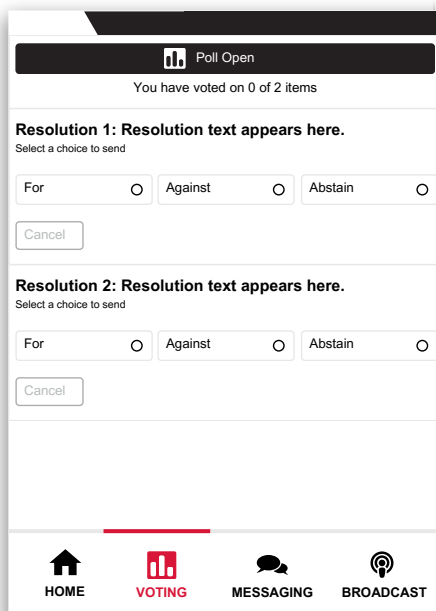 Poll Open
You have voted on 0 of 2 items
Resolution 1: Resolution text appears here.
Select a choice to send
For Against Abstain
Cancel
Resolution 2: Resolution text appears here.
Select a choice to send
For Against Abstain
Cancel
HOME VOTING MESSAGING BROADCAST